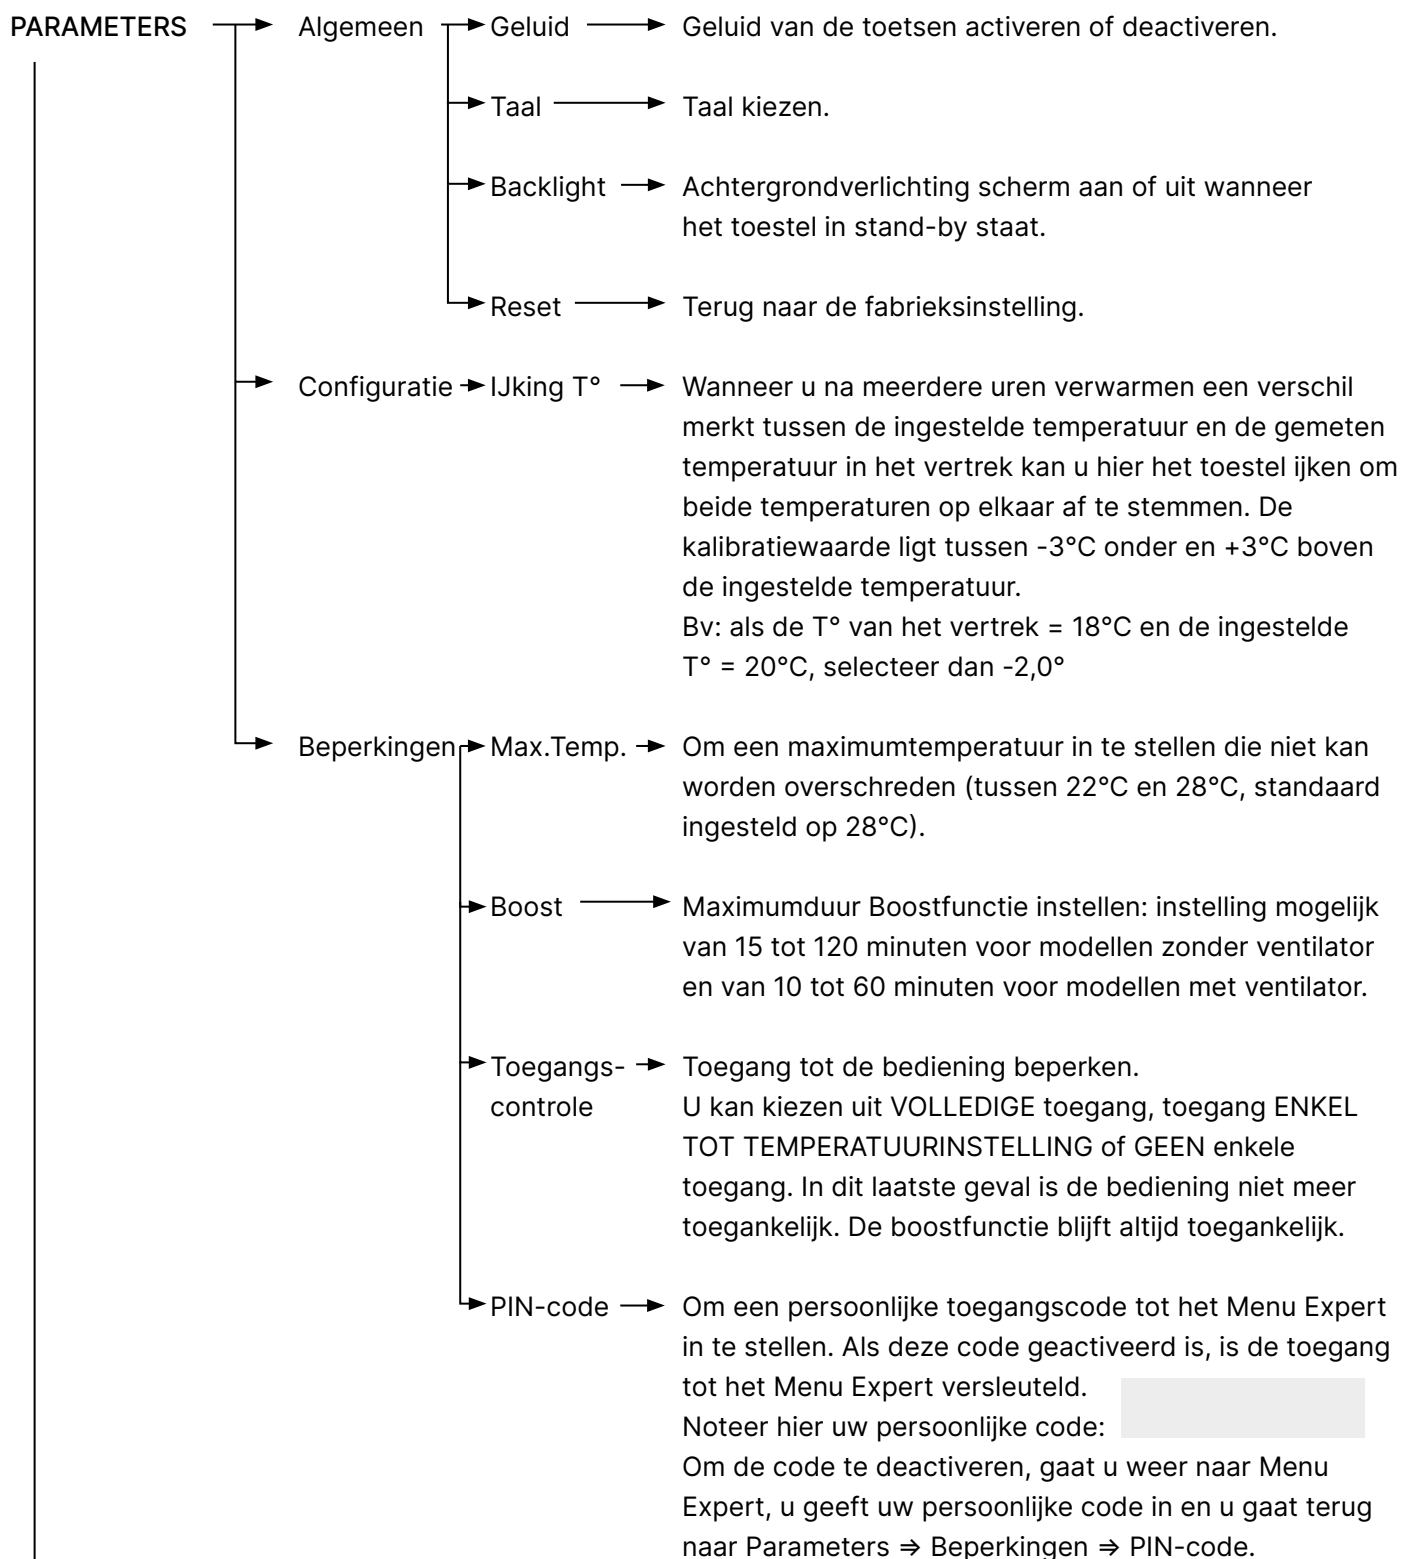 PARAMETERS Algemeen Geluid Geluid van de toetsen activeren of deactiveren.
Taal Taal kiezen.
Backlight Achtergrondverlichting scherm aan of uit wanneer
het toestel in stand-by staat.
Reset Terug naar de fabrieksinstelling.
Configuratie IJking T° Wanneer u na meerdere uren verwarmen een verschil
merkt tussen de ingestelde temperatuur en de gemeten
temperatuur in het vertrek kan u hier het toestel ijken om
beide temperaturen op elkaar af te stemmen. De
kalibratiewaarde ligt tussen -3°C onder en +3°C boven
de ingestelde temperatuur.
Bv: als de T° van het vertrek = 18°C en de ingestelde
T° = 20°C, selecteer dan -2,0°
Beperkingen Max.Temp. Om een maximumtemperatuur in te stellen die niet kan
worden overschreden (tussen 22°C en 28°C, standaard
ingesteld op 28°C).
Boost Maximumduur Boostfunctie instellen: instelling mogelijk
van 15 tot 120 minuten voor modellen zonder ventilator
en van 10 tot 60 minuten voor modellen met ventilator.
Toegangs- Toegang tot de bediening beperken.
controle U kan kiezen uit VOLLEDIGE toegang, toegang ENKEL
TOT TEMPERATUURINSTELLING of GEEN enkele
toegang. In dit laatste geval is de bediening niet meer
toegankelijk. De boostfunctie blijft altijd toegankelijk.
PIN-code Om een persoonlijke toegangscode tot het Menu Expert
in te stellen. Als deze code geactiveerd is, is de toegang
tot het Menu Expert versleuteld.
Noteer hier uw persoonlijke code:
Om de code te deactiveren, gaat u weer naar Menu
Expert, u geeft uw persoonlijke code in en u gaat terug
naar Parameters ⇒ Beperkingen ⇒ PIN-code.